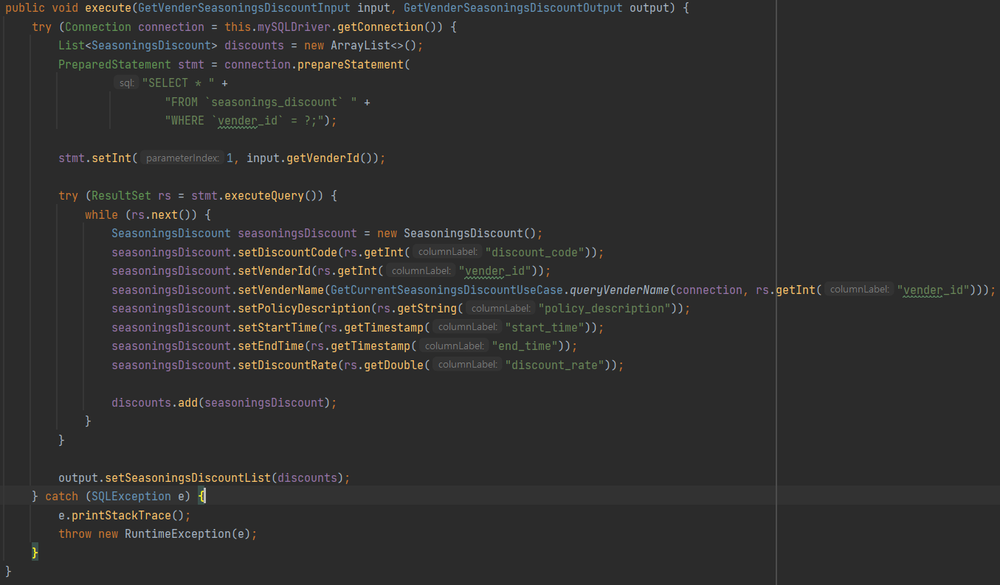 public void execute(GetVenderSeasoningsDiscountInput input, GetVenderSeasoningsDiscountOutput output) {
    try (Connection connection = this.mySQLDriver.getConnection()) {
        List<SeasoningsDiscount> discounts = new ArrayList<>();
        PreparedStatement stmt = connection.prepareStatement(
                sql: "SELECT * " +
                        "FROM `seasonings_discount` " +
                        "WHERE `vender_id` = ?;");
        stmt.setInt( parameterIndex: 1, input.getVenderId());
        try (ResultSet rs = stmt.executeQuery()) {
            while (rs.next()) {
                SeasoningsDiscount seasoningsDiscount = new SeasoningsDiscount();
                seasoningsDiscount.setDiscountCode(rs.getInt( columnLabel: "discount_code"));
                seasoningsDiscount.setVenderId(rs.getInt( columnLabel: "vender_id"));
                seasoningsDiscount.setVenderName(GetCurrentSeasoningsDiscountUseCase.queryVenderName(connection, rs.getInt( columnLabel: "vender_id")));
                seasoningsDiscount.setPolicyDescription(rs.getString( columnLabel: "policy_description"));
                seasoningsDiscount.setStartTime(rs.getTimestamp( columnLabel: "start_time"));
                seasoningsDiscount.setEndTime(rs.getTimestamp( columnLabel: "end_time"));
                seasoningsDiscount.setDiscountRate(rs.getDouble( columnLabel: "discount_rate"));
                discounts.add(seasoningsDiscount);
            }
        }
        output.setSeasoningsDiscountList(discounts);
    } catch (SQLException e) {
        e.printStackTrace();
        throw new RuntimeException(e);
    }
}